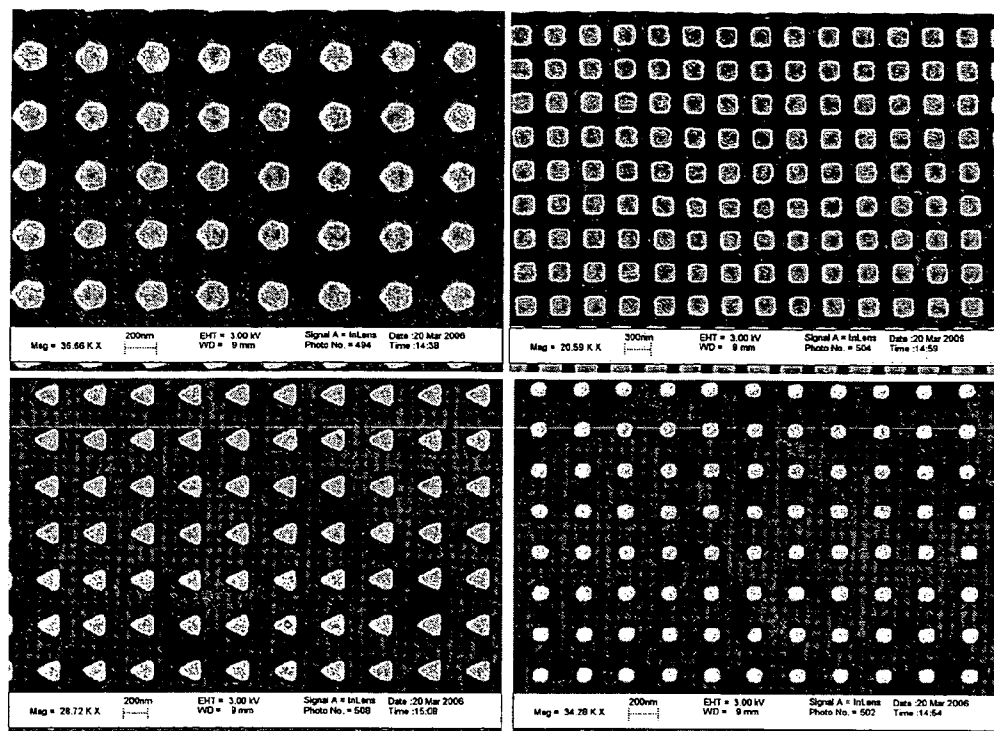 Mag = 36.66 K X 200nm EHT = 3.00 kV Signal A = InLens Date :20 Mar 2006
WD = 9 mm Photo No. = 494 Time :14:39
Mag = 20.59 K X 300nm EHT = 3.00 kV Signal A = InLens Date :20 Mar 2006
WD = 9 mm Photo No. = 504 Time :14:59
Mag = 28.72 K X 200nm EHT = 3.00 kV Signal A = InLens Date :20 Mar 2006
WD = 9 mm Photo No. = 508 Time :15:08
Mag = 34.28 K X 200nm EHT = 3.00 kV Signal A = InLens Date :20 Mar 2006
WD = 9 mm Photo No. = 502 Time :14:54